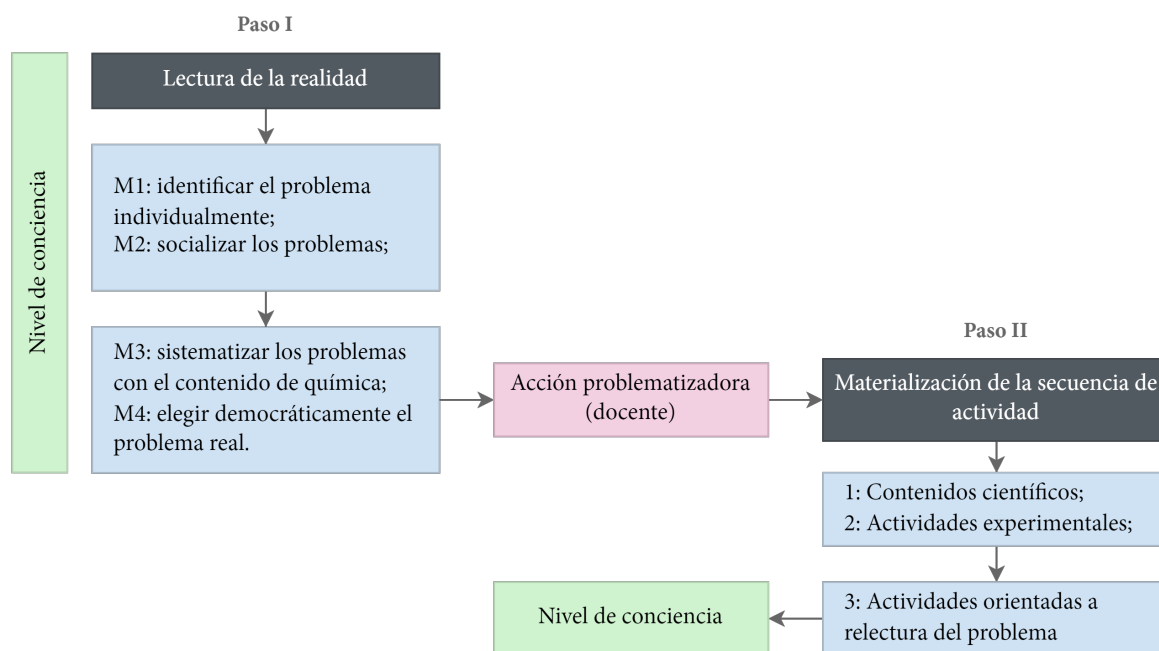 Paso I
Nivel de conciencia
Lectura de la realidad
M1: identificar el problema
individualmente;
M2: socializar los problemas;
M3: sistematizar los problemas
con el contenido de química;
M4: elegir democráticamente el
problema real.
Acción problematizadora
(docente)
Paso II
Materialización de la secuencia de
actividad
1: Contenidos científicos;
2: Actividades experimentales;
3: Actividades orientadas a
relectura del problema
Nivel de conciencia